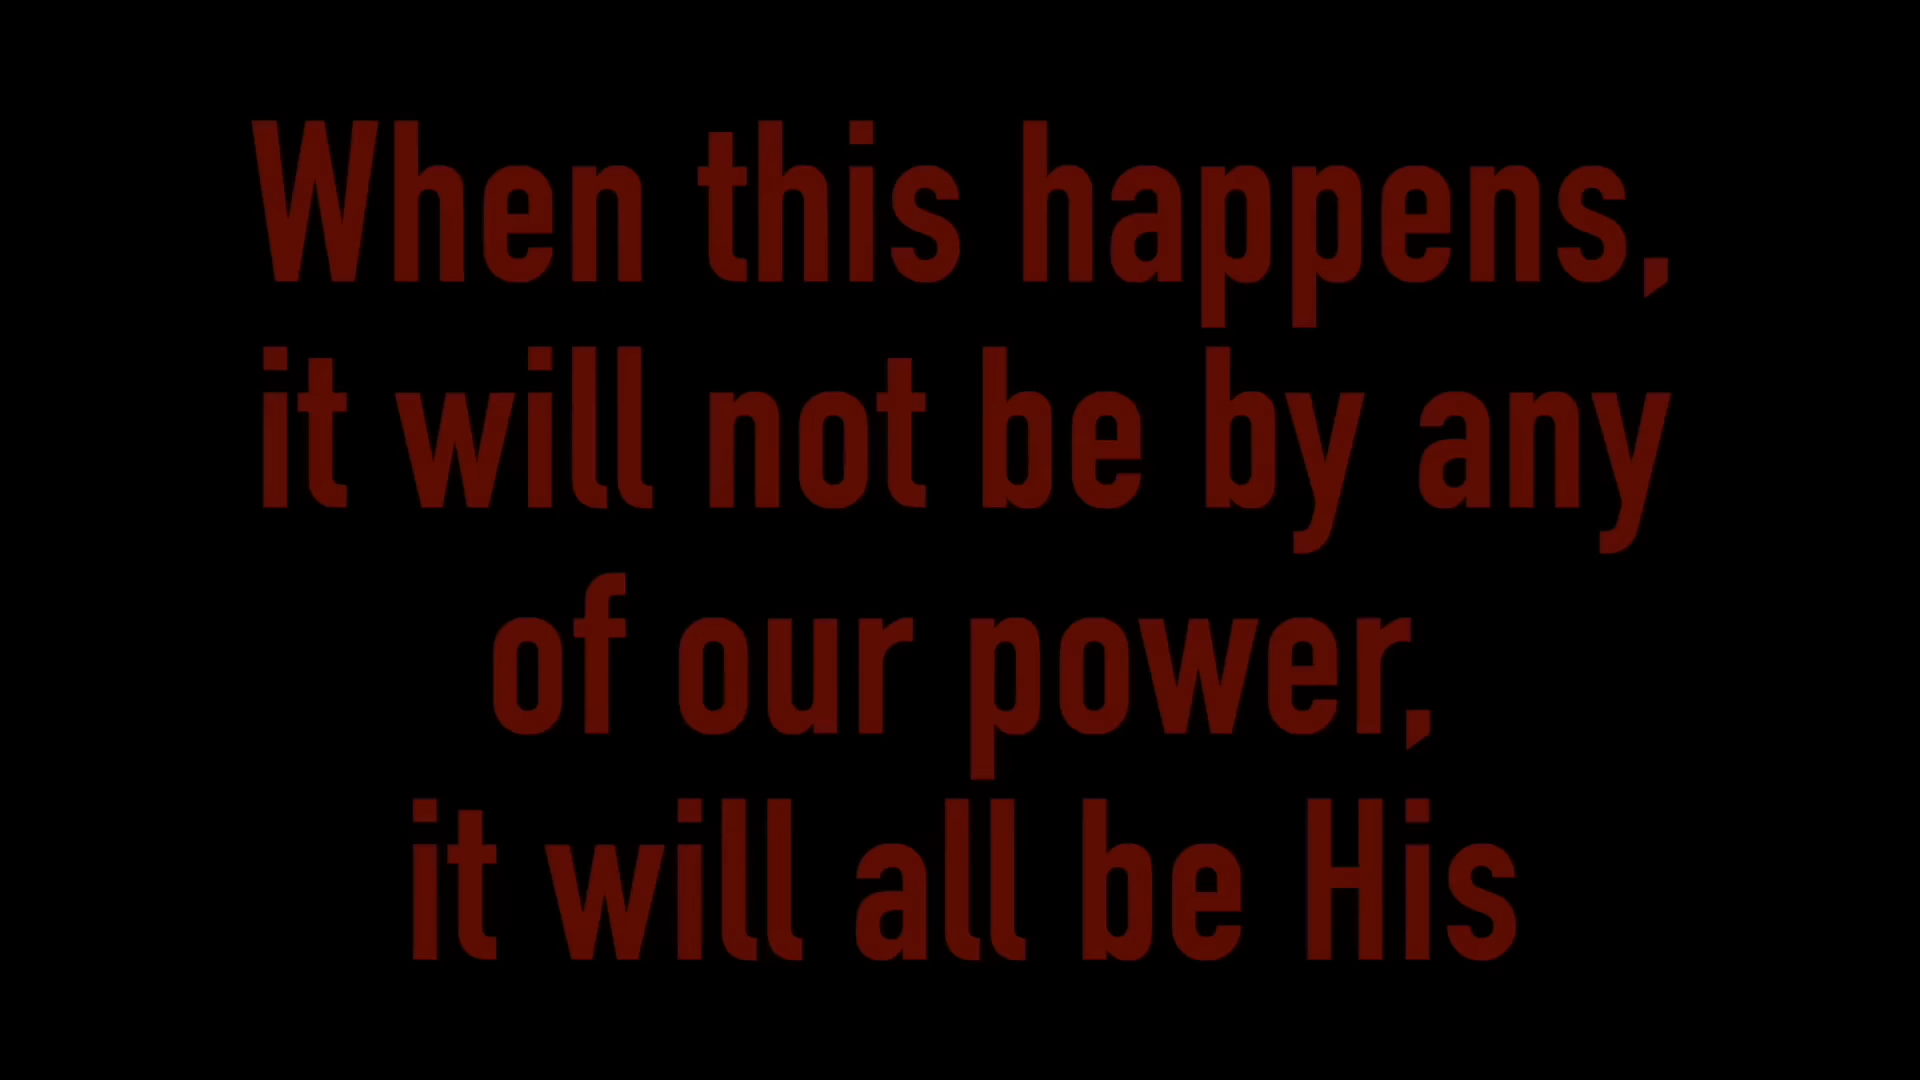 When this happens,
it will not be by any
of our power,
it will all be His